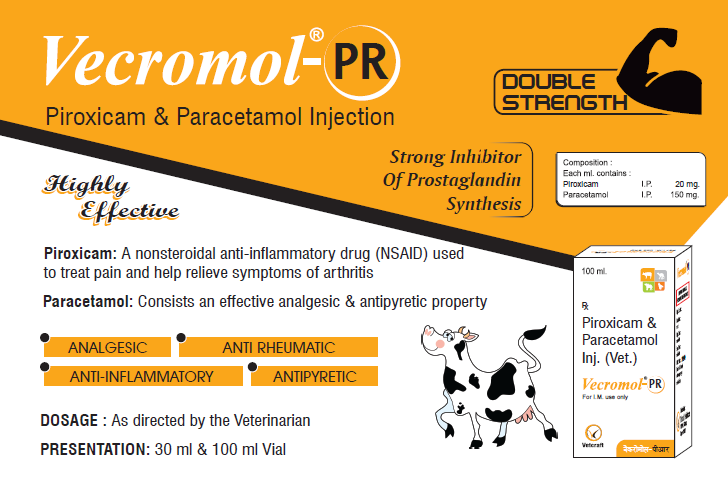 Vecromol-®PR
Piroxicam & Paracetamol Injection
DOUBLE
STRENGTH
Strong Inhibitor
Of Prostaglandin
Synthesis
Composition :
Each ml. contains :
Piroxicam I.P. 20 mg.
Paracetamol I.P. 150 mg.
Highly
Effective
Piroxicam: A nonsteroidal anti-inflammatory drug (NSAID) used
to treat pain and help relieve symptoms of arthritis
Paracetamol: Consists an effective analgesic & antipyretic property
ANALGESIC
ANTI RHEUMATIC
ANTI-INFLAMMATORY
ANTIPYRETIC
DOSAGE : As directed by the Veterinarian
PRESENTATION: 30 ml & 100 ml Vial
100 ml.
℞
Piroxicam &
Paracetamol
Inj. (Vet.)
Vecromol-®PR
For I.M. use only
Vetcraft
वैकरोमोल-पीआर